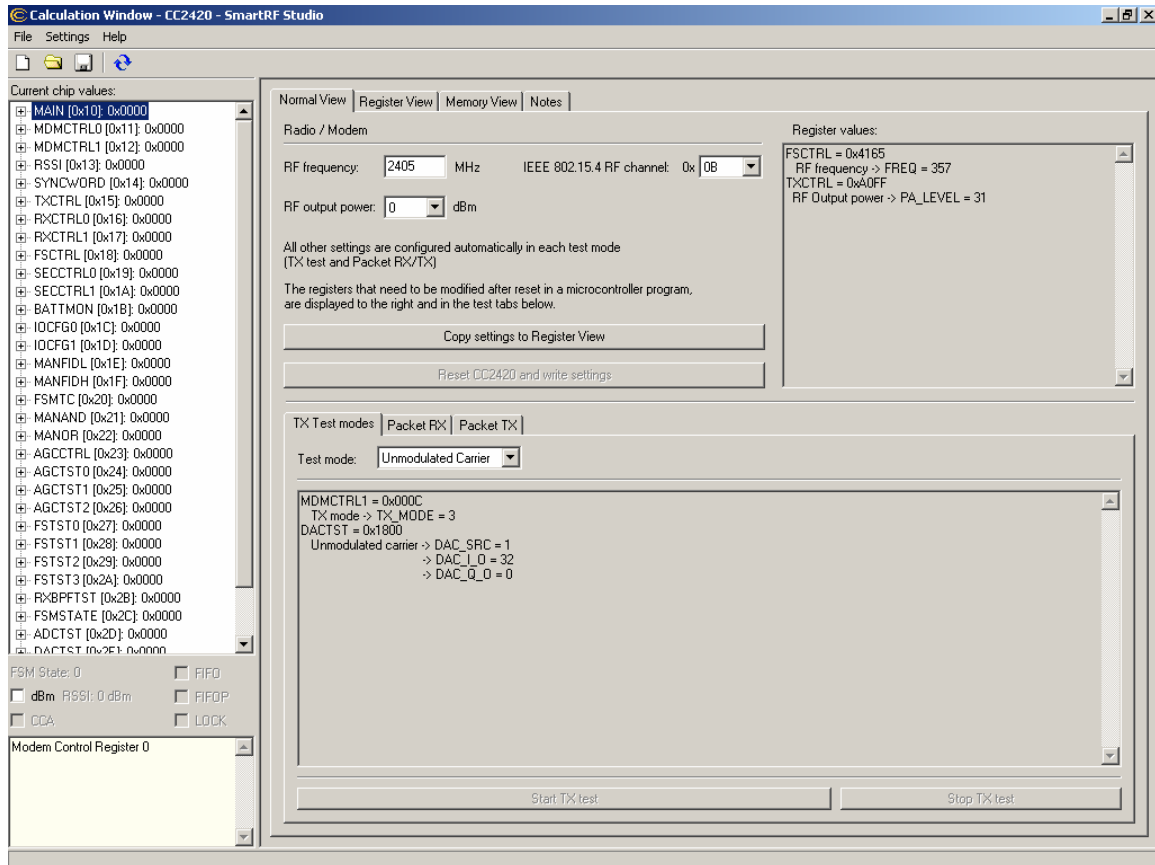 Calculation Window - CC2420 - SmartRF Studio
File Settings Help
Current chip values:
MAIN [0x10]: 0x0000
MDMCTRL0 [0x11]: 0x0000
MDMCTRL1 [0x12]: 0x0000
RSSI [0x13]: 0x0000
SYNCWORD [0x14]: 0x0000
TXCTRL [0x15]: 0x0000
RXCTRL0 [0x16]: 0x0000
RXCTRL1 [0x17]: 0x0000
FSCTRL [0x18]: 0x0000
SECCTRL0 [0x19]: 0x0000
SECCTRL1 [0x1A]: 0x0000
BATTMON [0x1B]: 0x0000
IOCFG0 [0x1C]: 0x0000
IOCFG1 [0x1D]: 0x0000
MANFIDL [0x1E]: 0x0000
MANFIDH [0x1F]: 0x0000
FSMTC [0x20]: 0x0000
MANAND [0x21]: 0x0000
MANOR [0x22]: 0x0000
AGCCTRL [0x23]: 0x0000
AGCTST0 [0x24]: 0x0000
AGCTST1 [0x25]: 0x0000
AGCTST2 [0x26]: 0x0000
FSTST0 [0x27]: 0x0000
FSTST1 [0x28]: 0x0000
FSTST2 [0x29]: 0x0000
FSTST3 [0x2A]: 0x0000
RXBPFTST [0x2B]: 0x0000
FSMSTATE [0x2C]: 0x0000
ADCTST [0x2D]: 0x0000
DACTST [0x2E]: 0x0000
FSM State: 0 FIFO
dBm RSSI: 0 dBm FIFOP
CCA LOCK
Modem Control Register 0
Normal View Register View Memory View Notes
Radio / Modem
RF frequency: 2405 MHz IEEE 802.15.4 RF channel: 0x 0B
RF output power: 0 dBm
All other settings are configured automatically in each test mode
(TX test and Packet RX/TX)
The registers that need to be modified after reset in a microcontroller program,
are displayed to the right and in the test tabs below.
Copy settings to Register View
Reset CC2420 and write settings
Register values:
FSCTRL = 0x4165
RF frequency -> FREQ = 357
TXCTRL = 0xA0FF
RF Output power -> PA_LEVEL = 31
TX Test modes Packet RX Packet TX
Test mode: Unmodulated Carrier
MDMCTRL1 = 0x000C
TX mode -> TX_MODE = 3
DACTST = 0x1800
Unmodulated carrier -> DAC_SRC = 1
-> DAC_I_O = 32
-> DAC_Q_O = 0
Start TX test Stop TX test